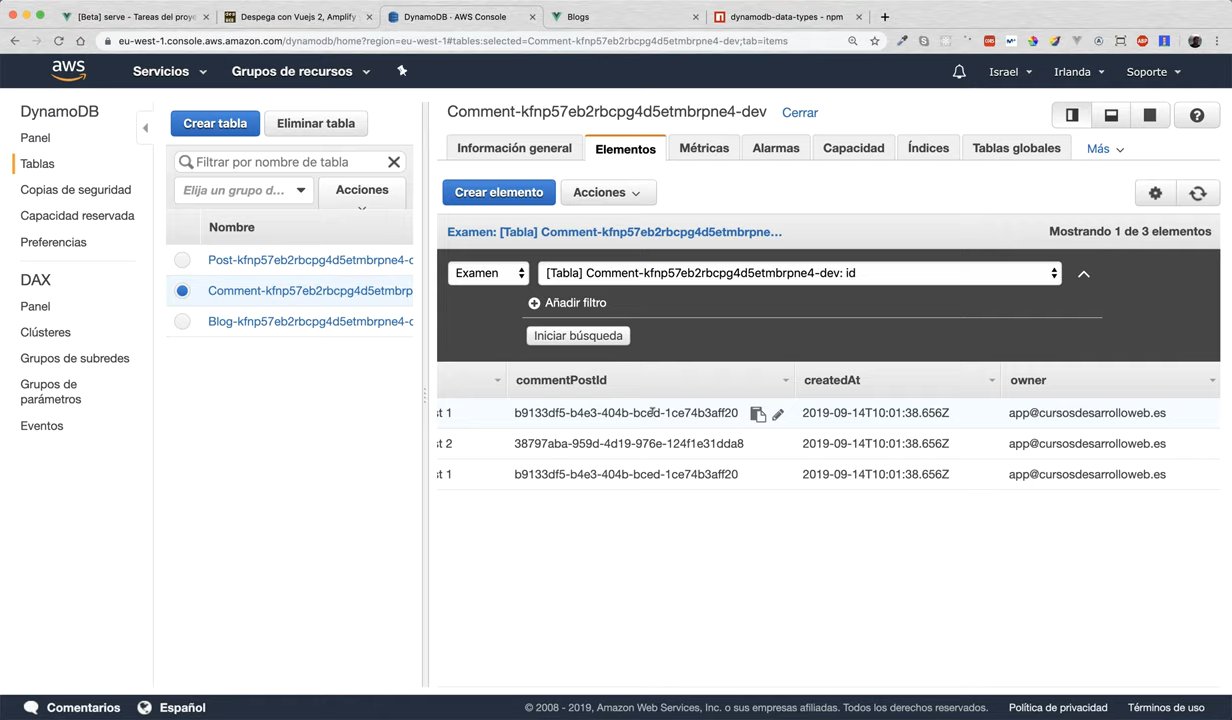 [Beta] serve - Tareas del proye
Despega con Vuejs 2, Amplify
DynamoDB · AWS Console
Blogs
dynamodb-data-types - npm
eu-west-1.console.aws.amazon.com/dynamodb/home?region=eu-west-1#tables:selected=Comment-kfnp57eb2rbcpg4d5etmbrpne4-dev;tab=items
aws
Servicios
Grupos de recursos
Israel
Irlanda
Soporte
DynamoDB
Panel
Tablas
Copias de seguridad
Capacidad reservada
Preferencias
DAX
Panel
Clústeres
Grupos de subredes
Grupos de
parámetros
Eventos
Crear tabla
Eliminar tabla
Filtrar por nombre de tabla
Elija un grupo d...
Acciones
Nombre
Post-kfnp57eb2rbcpg4d5etmbrpne4-d
Comment-kfnp57eb2rbcpg4d5etmbrp
Blog-kfnp57eb2rbcpg4d5etmbrpne4-d
Comment-kfnp57eb2rbcpg4d5etmbrpne4-dev
Cerrar
Información general
Elementos
Métricas
Alarmas
Capacidad
Índices
Tablas globales
Más
Crear elemento
Acciones
Examen: [Tabla] Comment-kfnp57eb2rbcpg4d5etmbrpne...
Mostrando 1 de 3 elementos
Examen
[Tabla] Comment-kfnp57eb2rbcpg4d5etmbrpne4-dev: id
Añadir filtro
Iniciar búsqueda
commentPostId createdAt owner
st 1 b9133df5-b4e3-404b-bced-1ce74b3aff20 2019-09-14T10:01:38.656Z app@cursosdesarrolloweb.es
st 2 38797aba-959d-4d19-976e-124f1e31dda8 2019-09-14T10:01:38.656Z app@cursosdesarrolloweb.es
st 1 b9133df5-b4e3-404b-bced-1ce74b3aff20 2019-09-14T10:01:38.656Z app@cursosdesarrolloweb.es
Comentarios
Español
© 2008 - 2019, Amazon Web Services, Inc. o sus empresas afiliadas. Todos los derechos reservados.
Política de privacidad
Términos de uso